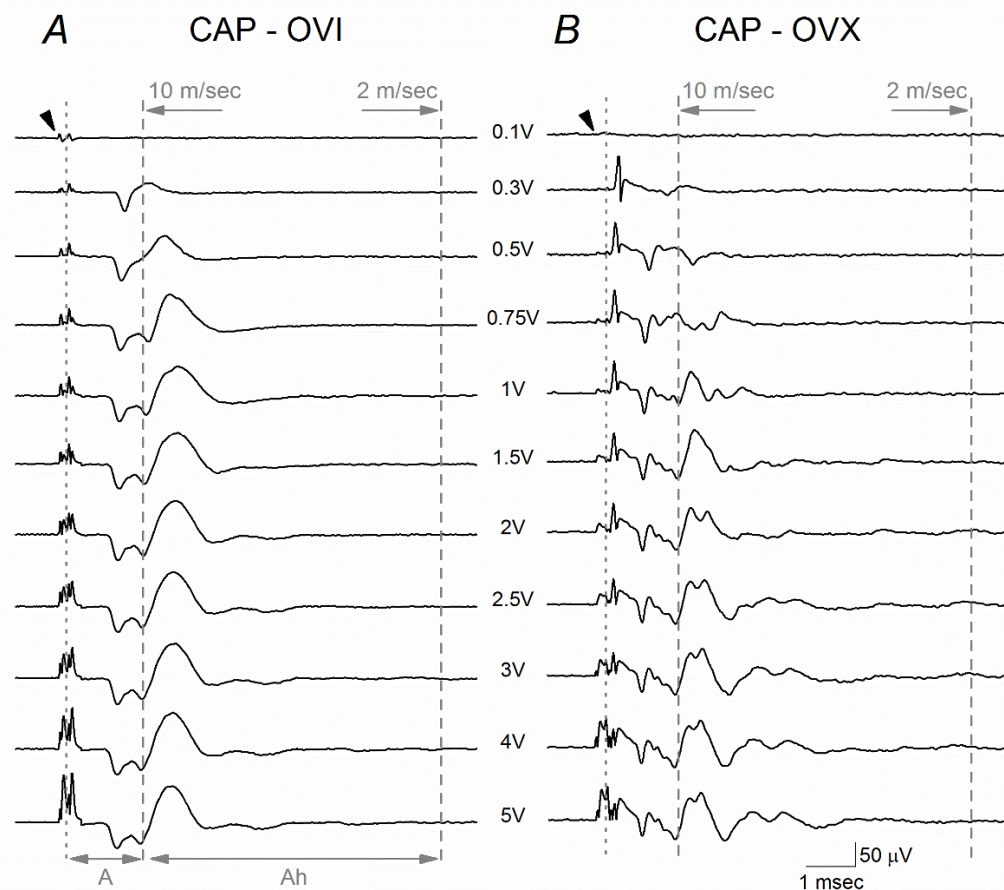 A CAP - OVI B CAP - OVX
10 m/sec 2 m/sec 10 m/sec 2 m/sec
0.1V
0.3V
0.5V
0.75V
1V
1.5V
2V
2.5V
3V
4V
5V
A Ah
50 μV
1 msec